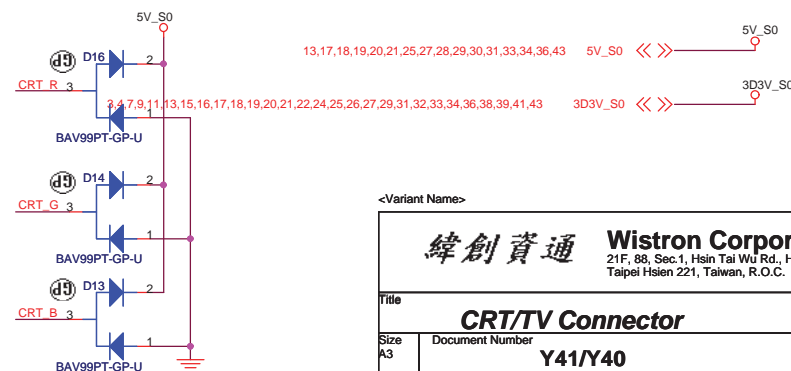 5V_S0
D16
2
GP
CRT_R 3
1
BAV99PT-GP-U
13,17,18,19,20,21,25,27,28,29,30,31,33,34,36,43 5V_S0
5V_S0
3,4,7,9,11,13,15,16,17,18,19,20,21,22,24,25,26,27,29,31,32,33,34,36,38,39,41,43 3D3V_S0
3D3V_S0
D14
2
GP
CRT_G 3
1
BAV99PT-GP-U
D13
2
GP
CRT_B 3
1
BAV99PT-GP-U
<Variant Name>
緯創資通 Wistron Corpor
21F, 88, Sec.1, Hsin Tai Wu Rd., H
Taipei Hsien 221, Taiwan, R.O.C.
Title
CRT/TV Connector
Size
A3
Document Number
Y41/Y40